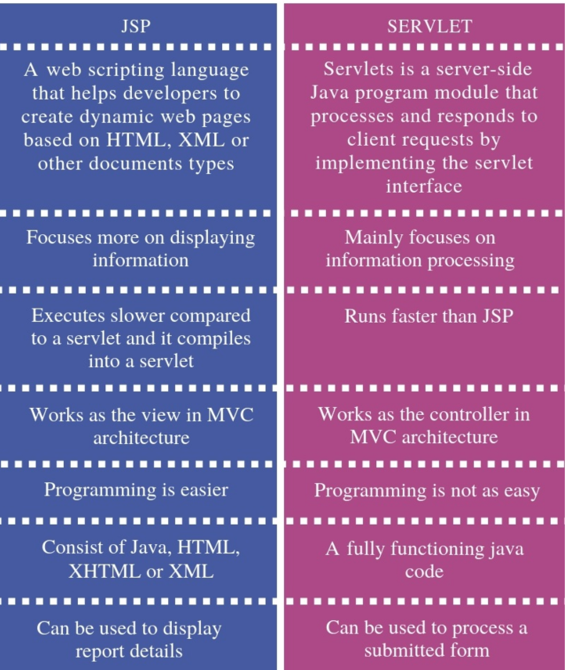 JSP
A web scripting language
that helps developers to
create dynamic web pages
based on HTML, XML or
other documents types
Focuses more on displaying
information
Executes slower compared
to a servlet and it compiles
into a servlet
Works as the view in MVC
architecture
Programming is easier
Consist of Java, HTML,
XHTML or XML
Can be used to display
report details
SERVLET
Servlets is a server-side
Java program module that
processes and responds to
client requests by
implementing the servlet
interface
Mainly focuses on
information processing
Runs faster than JSP
Works as the controller in
MVC architecture
Programming is not as easy
A fully functioning java
code
Can be used to process a
submitted form